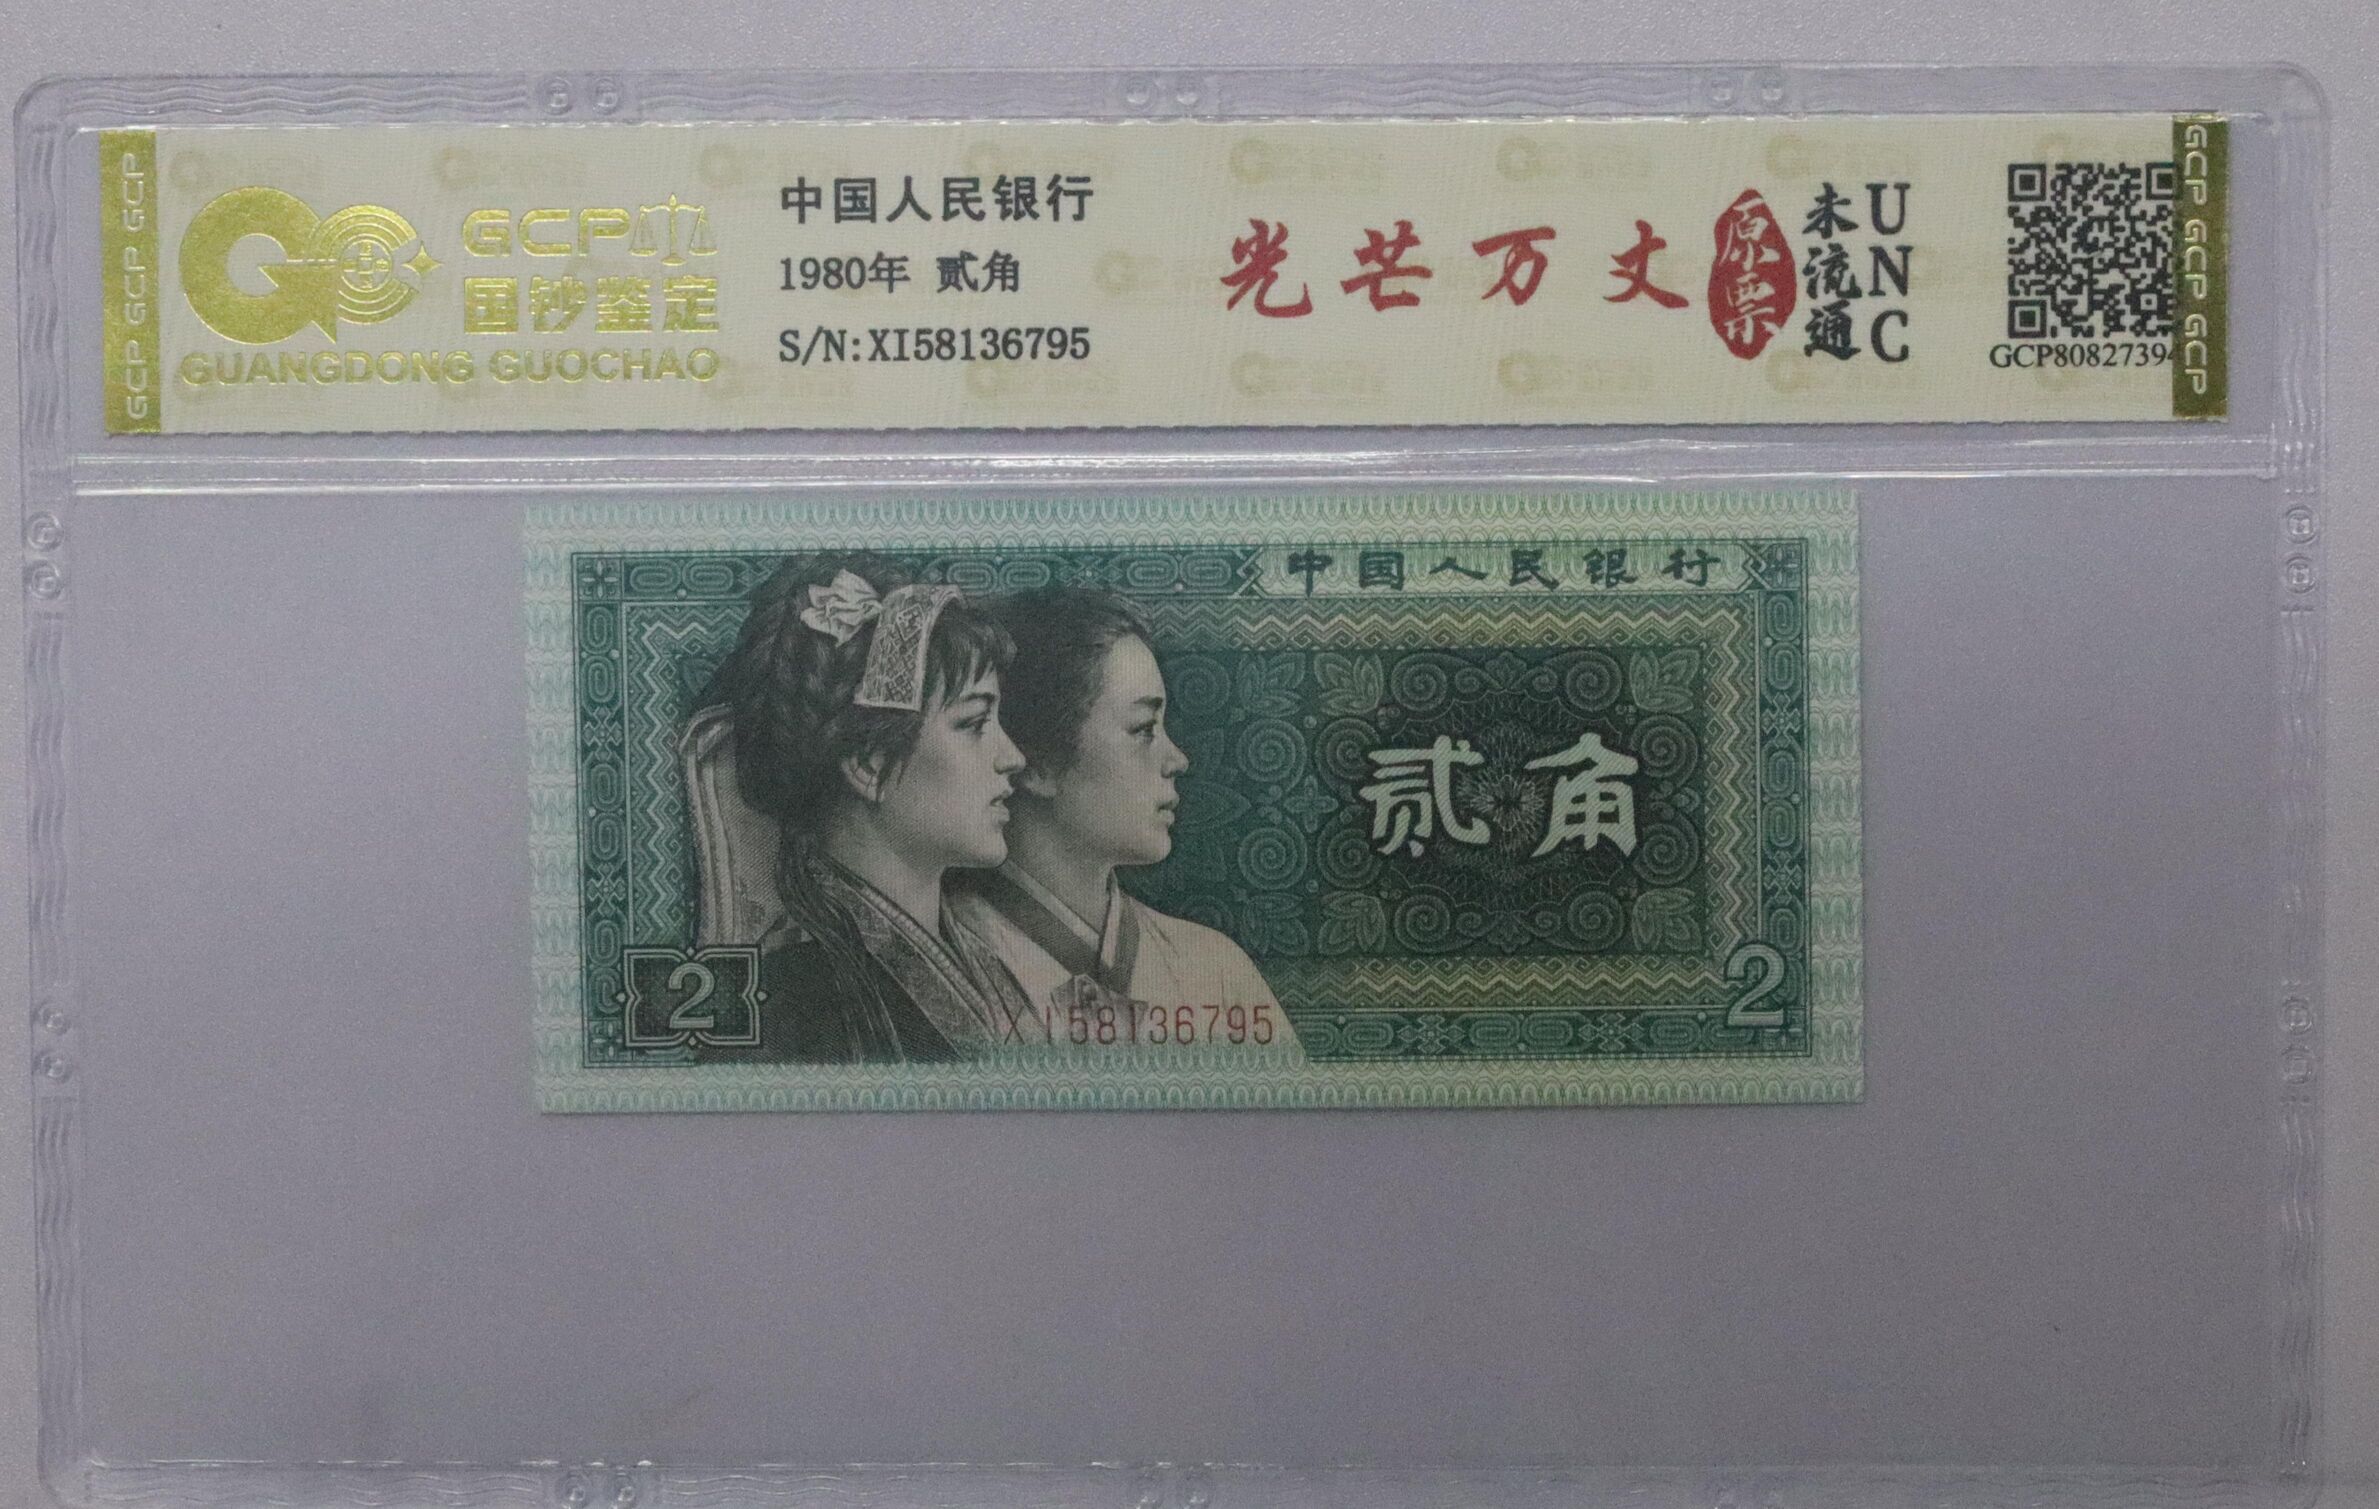 GCP GCP GCP
GCP
国钞鉴定
GUANGDONG GUOCHAO
中国人民银行
1980年 贰角
S/N:XI58136795
光芒万丈
原票
未流通
UNC
GCP80827394
GCP GCP GCP
中国人民银行
贰角
2
XI58136795
2